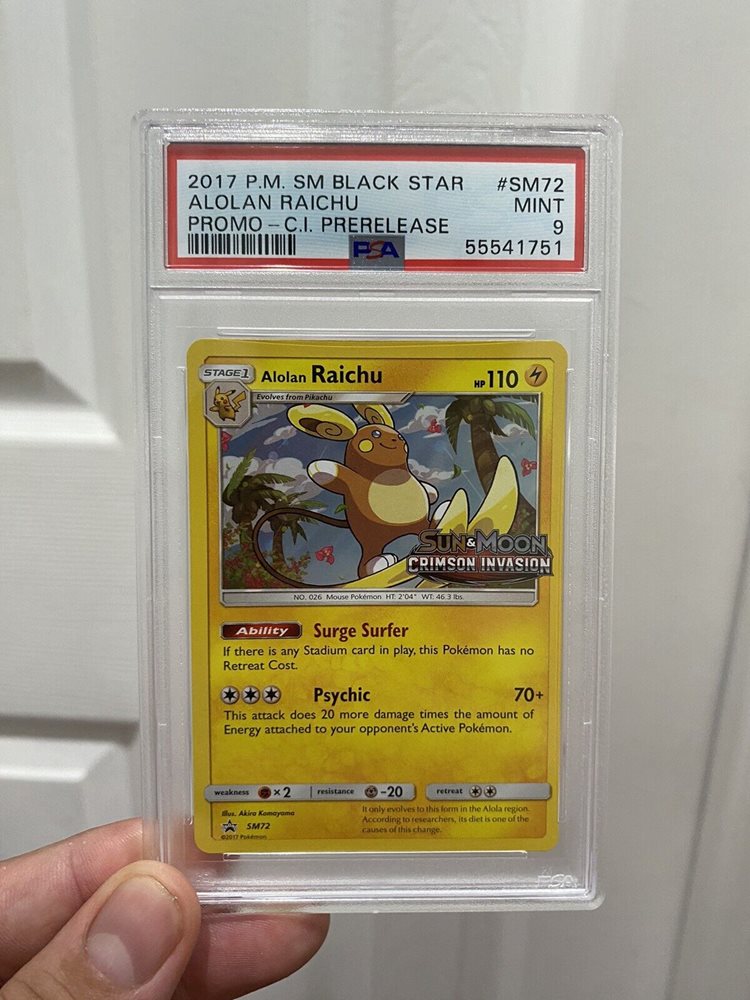 2017 P.M. SM BLACK STAR #SM72
ALOLAN RAICHU MINT
PROMO – C.I. PRERELEASE 9
PSA 55541751
STAGE 1 Alolan Raichu HP 110
Evolves from Pikachu
SUN & MOON
CRIMSON INVASION
NO. 026 Mouse Pokémon HT: 2'04" WT: 46.3 lbs.
Ability Surge Surfer
If there is any Stadium card in play, this Pokémon has no
Retreat Cost.
Psychic 70+
This attack does 20 more damage times the amount of
Energy attached to your opponent's Active Pokémon.
weakness ×2 resistance -20 retreat
Illus. Akira Komayama
SM72
©2017 Pokémon
It only evolves to this form in the Alola region.
According to researchers, its diet is one of the
causes of this change.
PSA